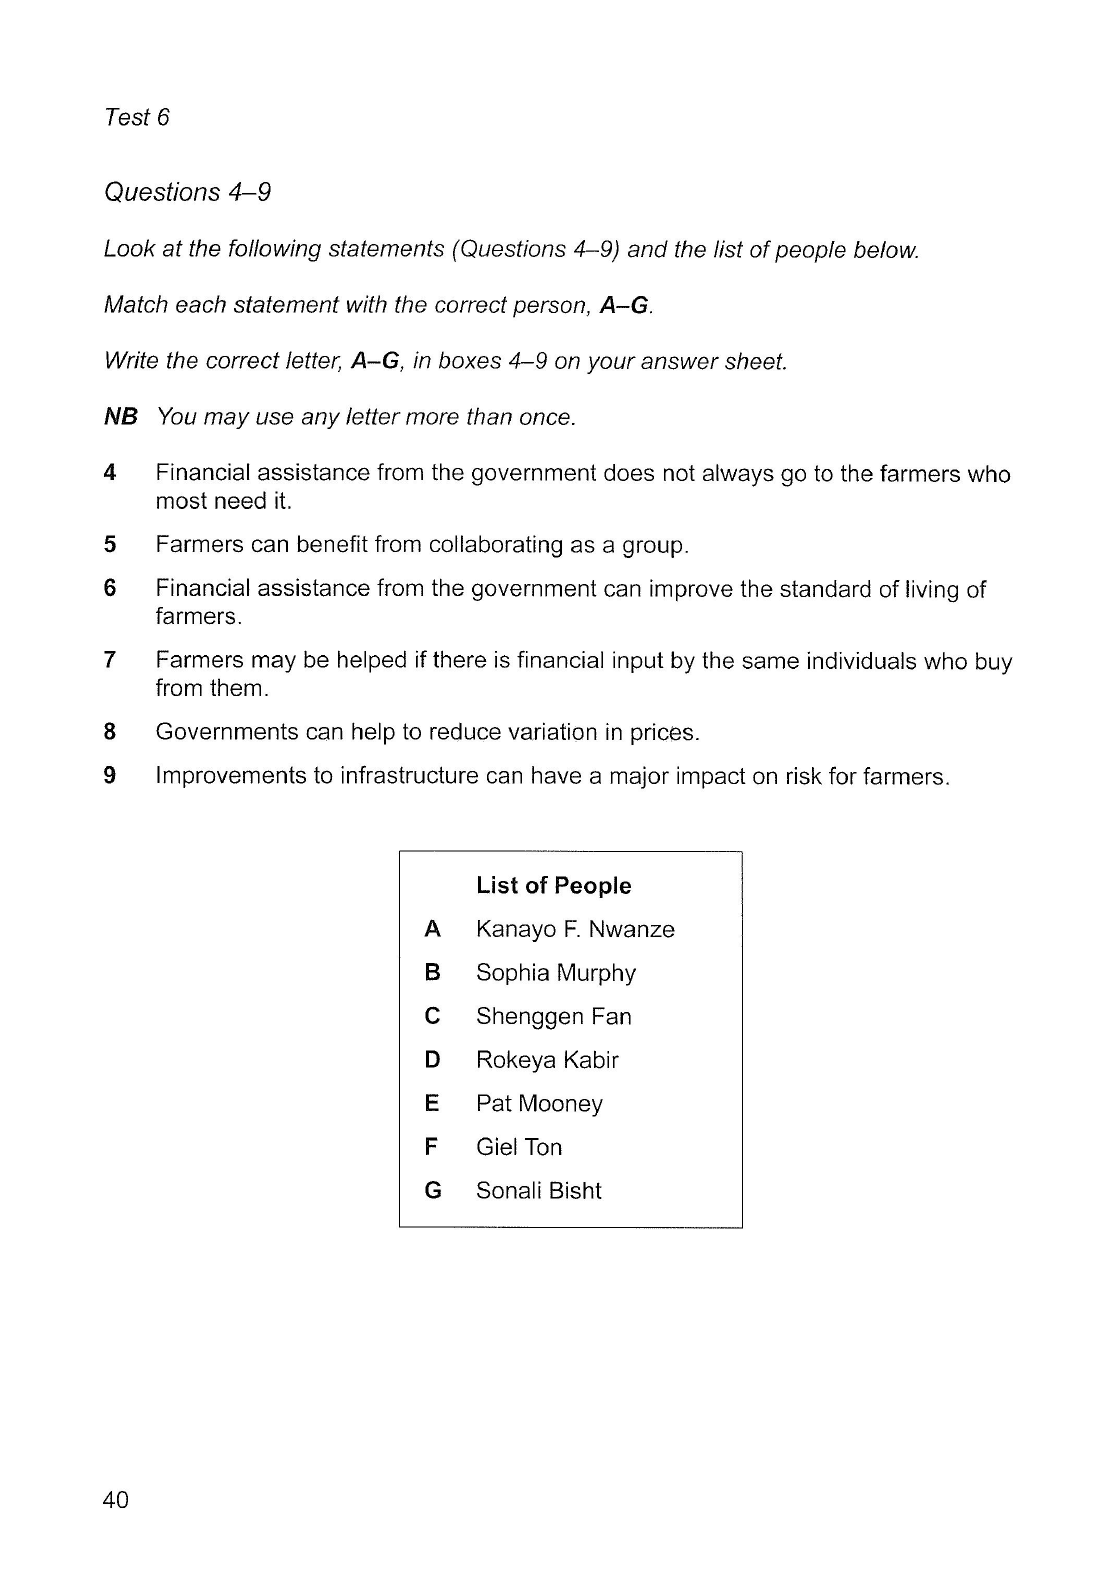 Test 6
Questions 4–9
Look at the following statements (Questions 4–9) and the list of people below.
Match each statement with the correct person, A–G.
Write the correct letter, A–G, in boxes 4–9 on your answer sheet.
NB You may use any letter more than once.
4 Financial assistance from the government does not always go to the farmers who
most need it.
5 Farmers can benefit from collaborating as a group.
6 Financial assistance from the government can improve the standard of living of
farmers.
7 Farmers may be helped if there is financial input by the same individuals who buy
from them.
8 Governments can help to reduce variation in prices.
9 Improvements to infrastructure can have a major impact on risk for farmers.
List of People
A Kanayo F. Nwanze
B Sophia Murphy
C Shenggen Fan
D Rokeya Kabir
E Pat Mooney
F Giel Ton
G Sonali Bisht
40